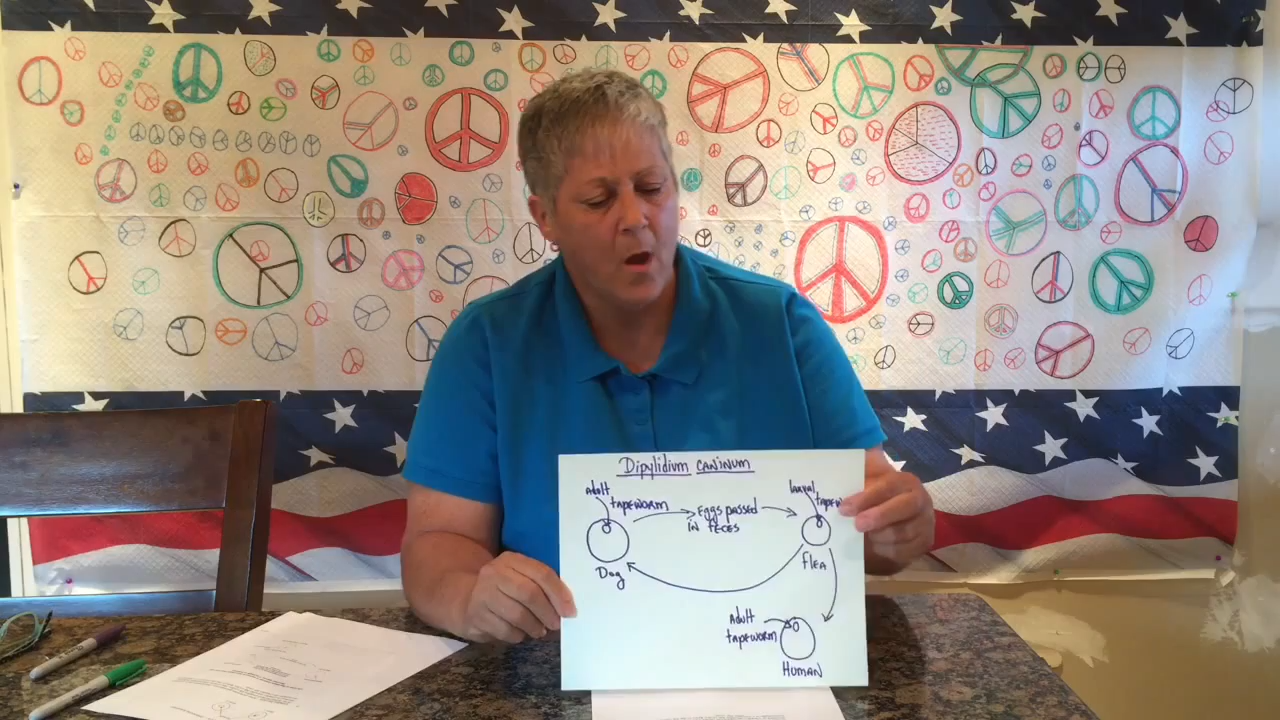 Dipylidium CANINUM
Adult
TAPEWORM
Eggs passed
IN FECES
larval
Dog
FLEA
Adult
TAPEWORM
HUMAN